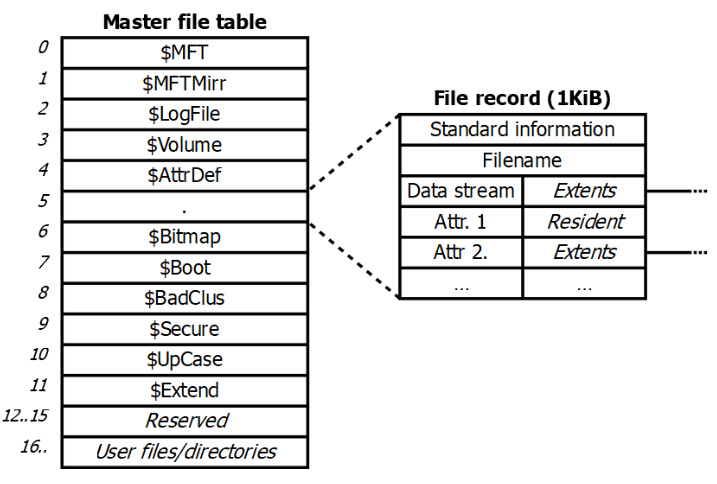 Master file table
0 $MFT
1 $MFTMirr
2 $LogFile
3 $Volume
4 $AttrDef
5 .
6 $Bitmap
7 $Boot
8 $BadClus
9 $Secure
10 $UpCase
11 $Extend
12..15 Reserved
16.. User files/directories
File record (1KiB)
Standard information
Filename
Data stream Extents
Attr. 1 Resident
Attr 2. Extents
... ...